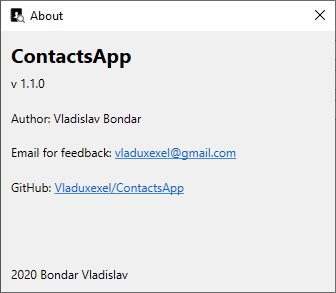 About
ContactsApp
v 1.1.0
Author: Vladislav Bondar
Email for feedback: vladuxexel@gmail.com
GitHub: Vladuxexel/ContactsApp
2020 Bondar Vladislav